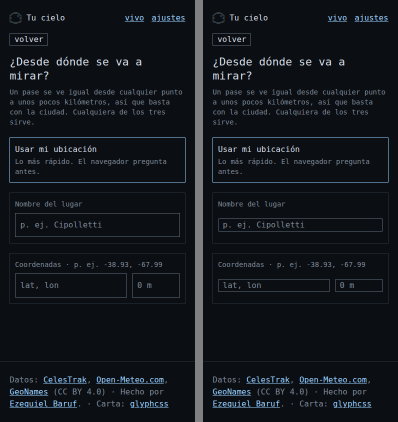 Tu cielo vivo ajustes
volver
¿Desde dónde se va a
mirar?
Un pase se ve igual desde cualquier punto
a unos pocos kilómetros, así que basta
con la ciudad. Cualquiera de los tres
sirve.
Usar mi ubicación
Lo más rápido. El navegador pregunta
antes.
Nombre del lugar
p. ej. Cipolletti
Coordenadas · p. ej. -38.93, -67.99
lat, lon 0 m
Datos: CelesTrak, Open-Meteo.com,
GeoNames (CC BY 4.0) · Hecho por
Ezequiel Baruf. · Carta: glyphcss
Tu cielo vivo ajustes
volver
¿Desde dónde se va a
mirar?
Un pase se ve igual desde cualquier punto
a unos pocos kilómetros, así que basta
con la ciudad. Cualquiera de los tres
sirve.
Usar mi ubicación
Lo más rápido. El navegador pregunta
antes.
Nombre del lugar
p. ej. Cipolletti
Coordenadas · p. ej. -38.93, -67.99
lat, lon 0 m
Datos: CelesTrak, Open-Meteo.com,
GeoNames (CC BY 4.0) · Hecho por
Ezequiel Baruf. · Carta: glyphcss